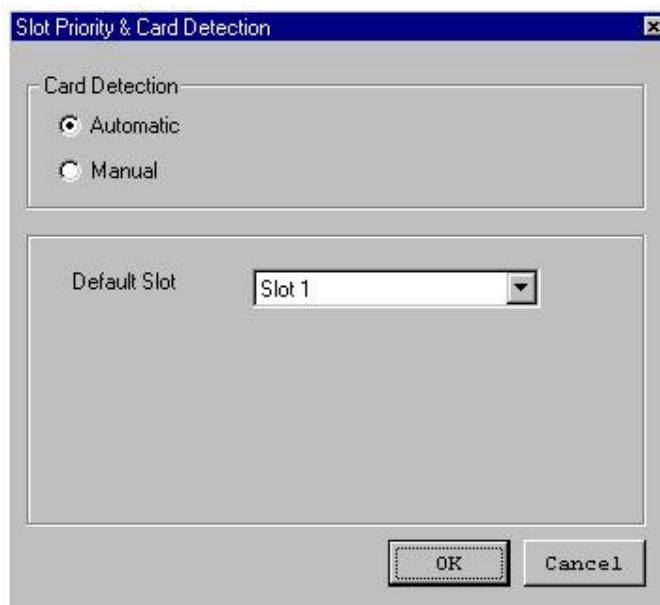 Slot Priority & Card Detection
Card Detection
Automatic
Manual
Default Slot
Slot 1
OK
Cancel